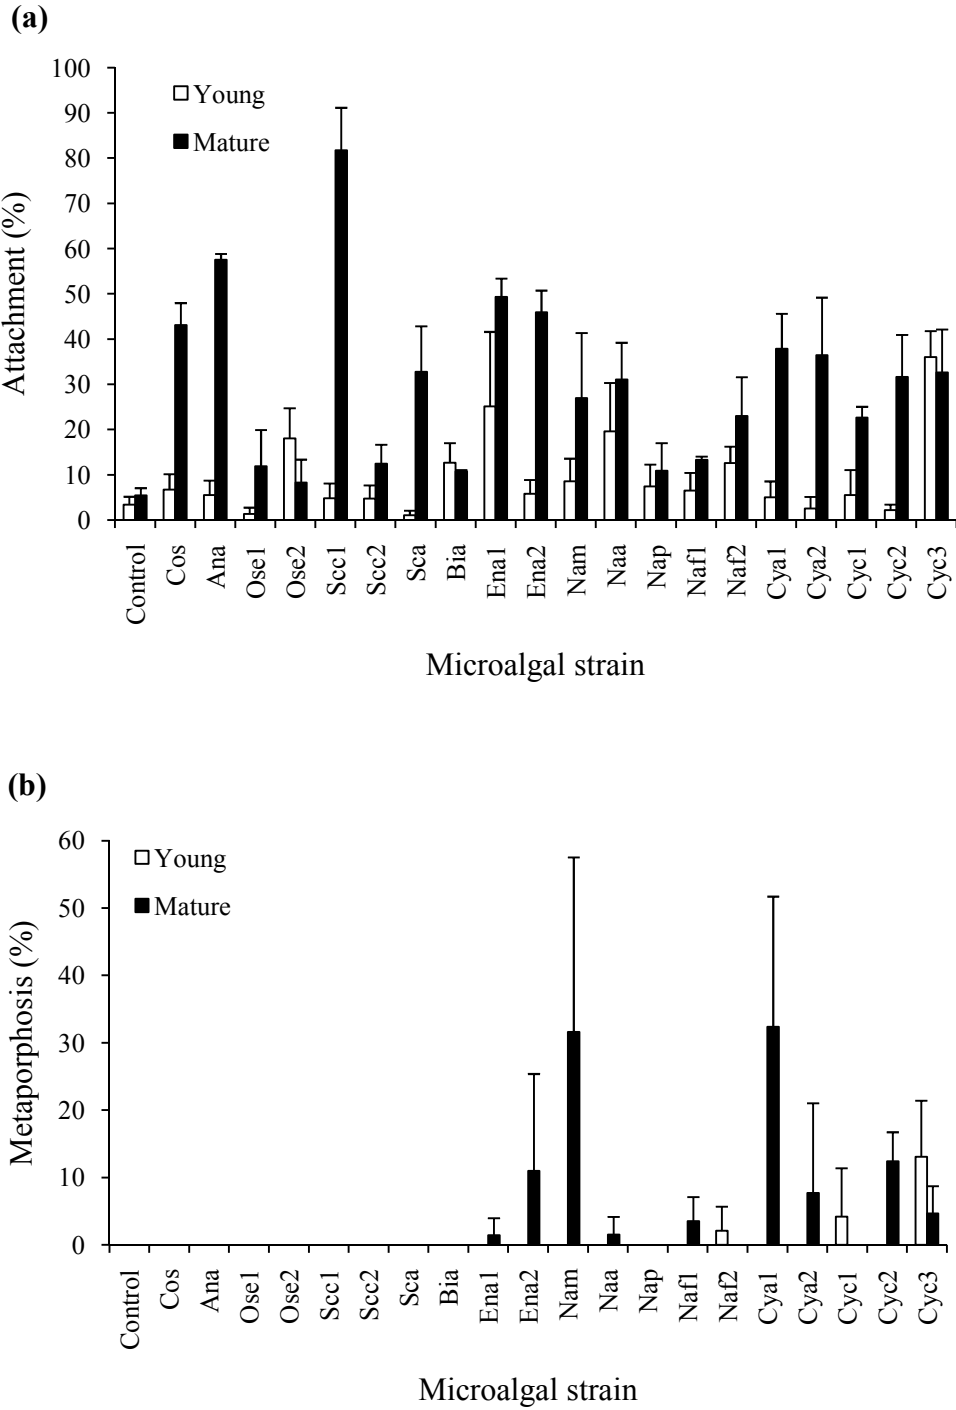 (a)
100
90
80
70
60
50
40
30
20
10
0
Attachment (%)
Young
Mature
Control
Cos
Ana
Ose1
Ose2
Scc1
Scc2
Sca
Bia
Ena1
Ena2
Nam
Naa
Nap
Naf1
Naf2
Cya1
Cya2
Cyc1
Cyc2
Cyc3
Microalgal strain
(b)
60
50
40
30
20
10
0
Metaporphosis (%)
Young
Mature
Control
Cos
Ana
Ose1
Ose2
Scc1
Scc2
Sca
Bia
Ena1
Ena2
Nam
Naa
Nap
Naf1
Naf2
Cya1
Cya2
Cyc1
Cyc2
Cyc3
Microalgal strain